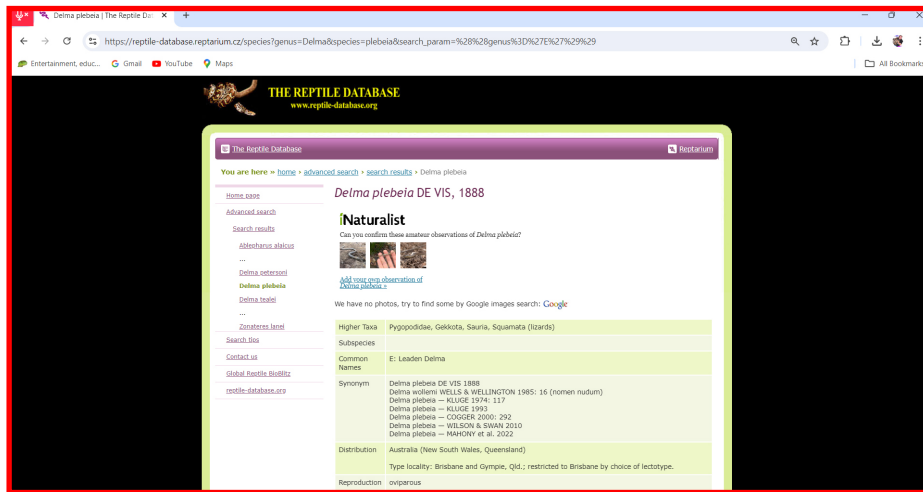 Delma plebeia | The Reptile Dat
https://reptile-database.reptarium.cz/species?genus=Delma&species=plebeia&search_param=%28%28genus%3D%27E%27%29%29
Entertainment, educ...
Gmail
YouTube
Maps
All Bookmarks
THE REPTILE DATABASE
www.reptile-database.org
The Reptile Database
Reptarium
You are here » home › advanced search › search results › Delma plebeia
Home page
Advanced search
Search results
Ablepharus alaicus
...
Delma petersoni
Delma plebeia
Delma tealei
...
Zonateres lanei
Search tips
Contact us
Global Reptile BioBlitz
reptile-database.org
Delma plebeia DE VIS, 1888
iNaturalist
Can you confirm these amateur observations of Delma plebeia?
Add your own observation of
Delma plebeia »
We have no photos, try to find some by Google images search: Google
Higher Taxa Pygopodidae, Gekkota, Sauria, Squamata (lizards)
Subspecies
Common
Names
E: Leaden Delma
Synonym
Delma plebeia DE VIS 1888
Delma wollemi WELLS & WELLINGTON 1985: 16 (nomen nudum)
Delma plebeia — KLUGE 1974: 117
Delma plebeia — KLUGE 1993
Delma plebeia — COGGER 2000: 292
Delma plebeia — WILSON & SWAN 2010
Delma plebeia — MAHONY et al. 2022
Distribution Australia (New South Wales, Queensland)
Type locality: Brisbane and Gympie, Qld.; restricted to Brisbane by choice of lectotype.
Reproduction oviparous